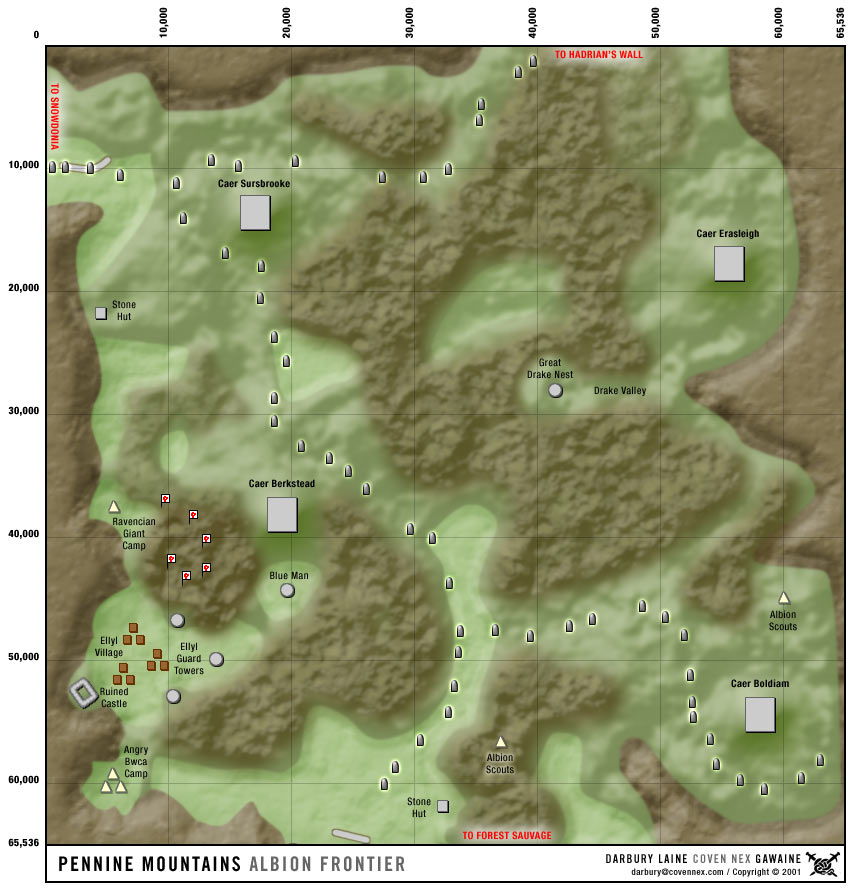 0
10,000
20,000
30,000
40,000
50,000
60,000
65,536
TO HADRIAN'S WALL
TO SNOWDONIA
10,000
Caer Sursbrooke
Caer Erasleigh
20,000
Stone
Hut
Great
Drake Nest
Drake Valley
30,000
Caer Berkstead
Ravencian
Giant
Camp
40,000
Blue Man
Albion
Scouts
Ellyl
Village
Ellyl
Guard
Towers
50,000
Caer Boldiam
Ruined
Castle
Angry
Bwca
Camp
Albion
Scouts
60,000
Stone
Hut
TO FOREST SAUVAGE
65,536
PENNINE MOUNTAINS ALBION FRONTIER
DARBURY LAINE COVEN NEX GAWAINE
darbury@covennex.com / Copyright © 2001